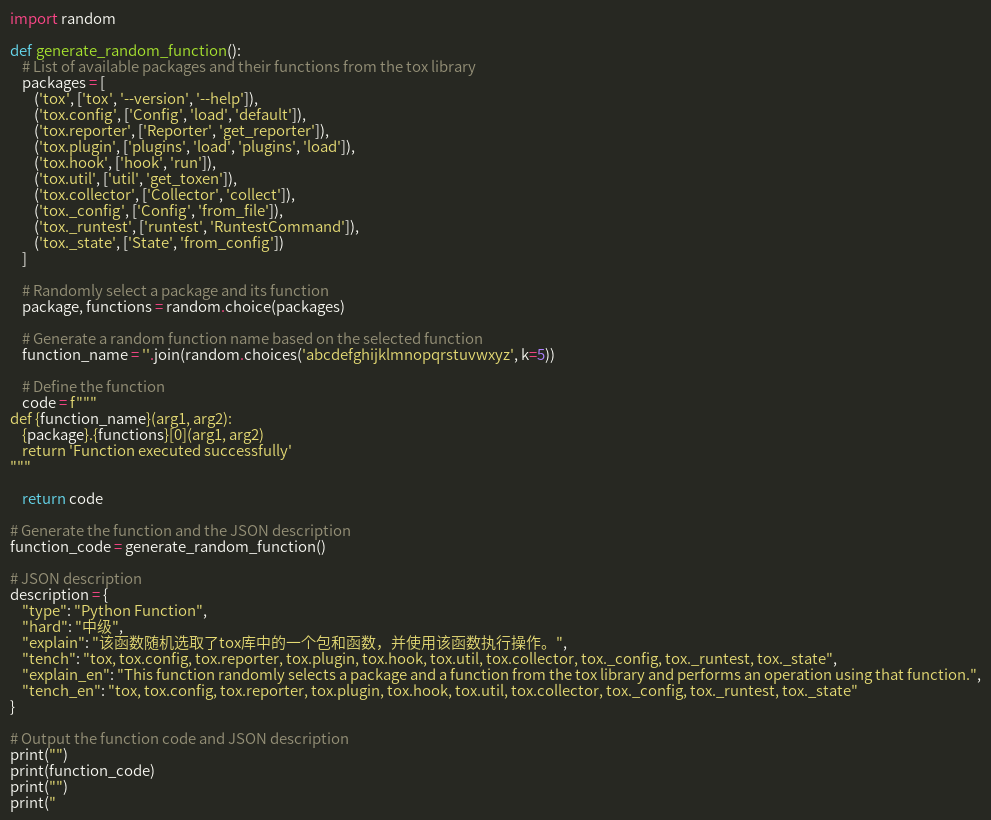 import random

def generate_random_function():
    # List of available packages and their functions from the tox library
    packages = [
        ('tox', ['tox', '--version', '--help']),
        ('tox.config', ['Config', 'load', 'default']),
        ('tox.reporter', ['Reporter', 'get_reporter']),
        ('tox.plugin', ['plugins', 'load', 'plugins', 'load']),
        ('tox.hook', ['hook', 'run']),
        ('tox.util', ['util', 'get_toxen']),
        ('tox.collector', ['Collector', 'collect']),
        ('tox._config', ['Config', 'from_file']),
        ('tox._runtest', ['runtest', 'RuntestCommand']),
        ('tox._state', ['State', 'from_config'])
    ]

    # Randomly select a package and its function
    package, functions = random.choice(packages)

    # Generate a random function name based on the selected function
    function_name = ''.join(random.choices('abcdefghijklmnopqrstuvwxyz', k=5))

    # Define the function
    code = f"""
def {function_name}(arg1, arg2):
    {package}.{functions}[0](arg1, arg2)
    return 'Function executed successfully'
"""

    return code

# Generate the function and the JSON description
function_code = generate_random_function()

# JSON description
description = {
    "type": "Python Function",
    "hard": "中级",
    "explain": "该函数随机选取了tox库中的一个包和函数，并使用该函数执行操作。",
    "tench": "tox, tox.config, tox.reporter, tox.plugin, tox.hook, tox.util, tox.collector, tox._config, tox._runtest, tox._state",
    "explain_en": "This function randomly selects a package and a function from the tox library and performs an operation using that function.",
    "tench_en": "tox, tox.config, tox.reporter, tox.plugin, tox.hook, tox.util, tox.collector, tox._config, tox._runtest, tox._state"
}

# Output the function code and JSON description
print("")
print(function_code)
print("")
print("